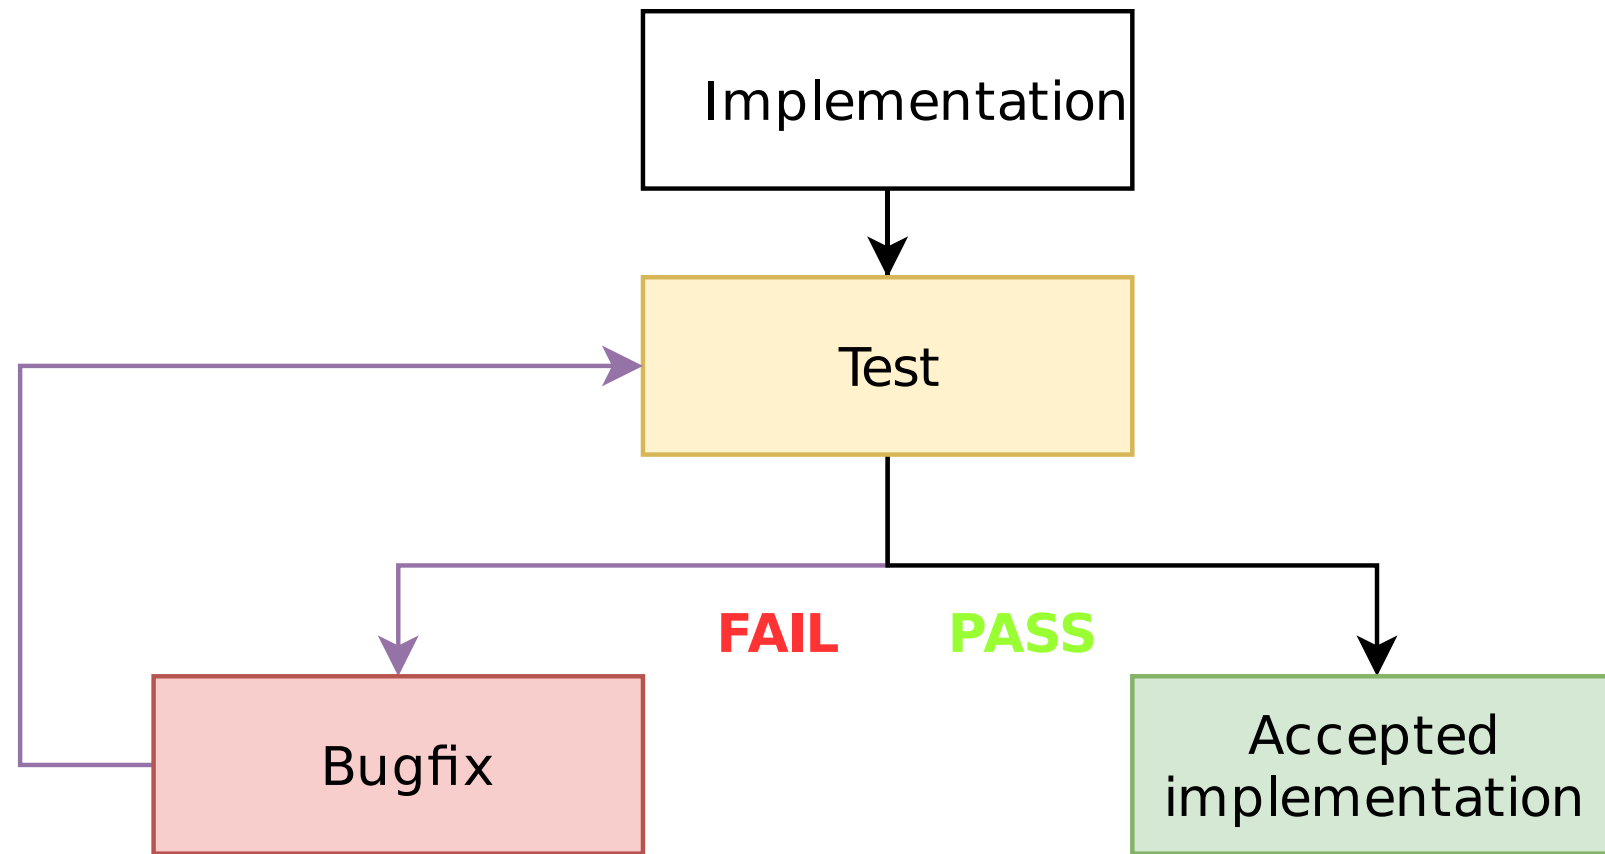 Implementation
Test
FAIL
PASS
Bugfix
Accepted
implementation